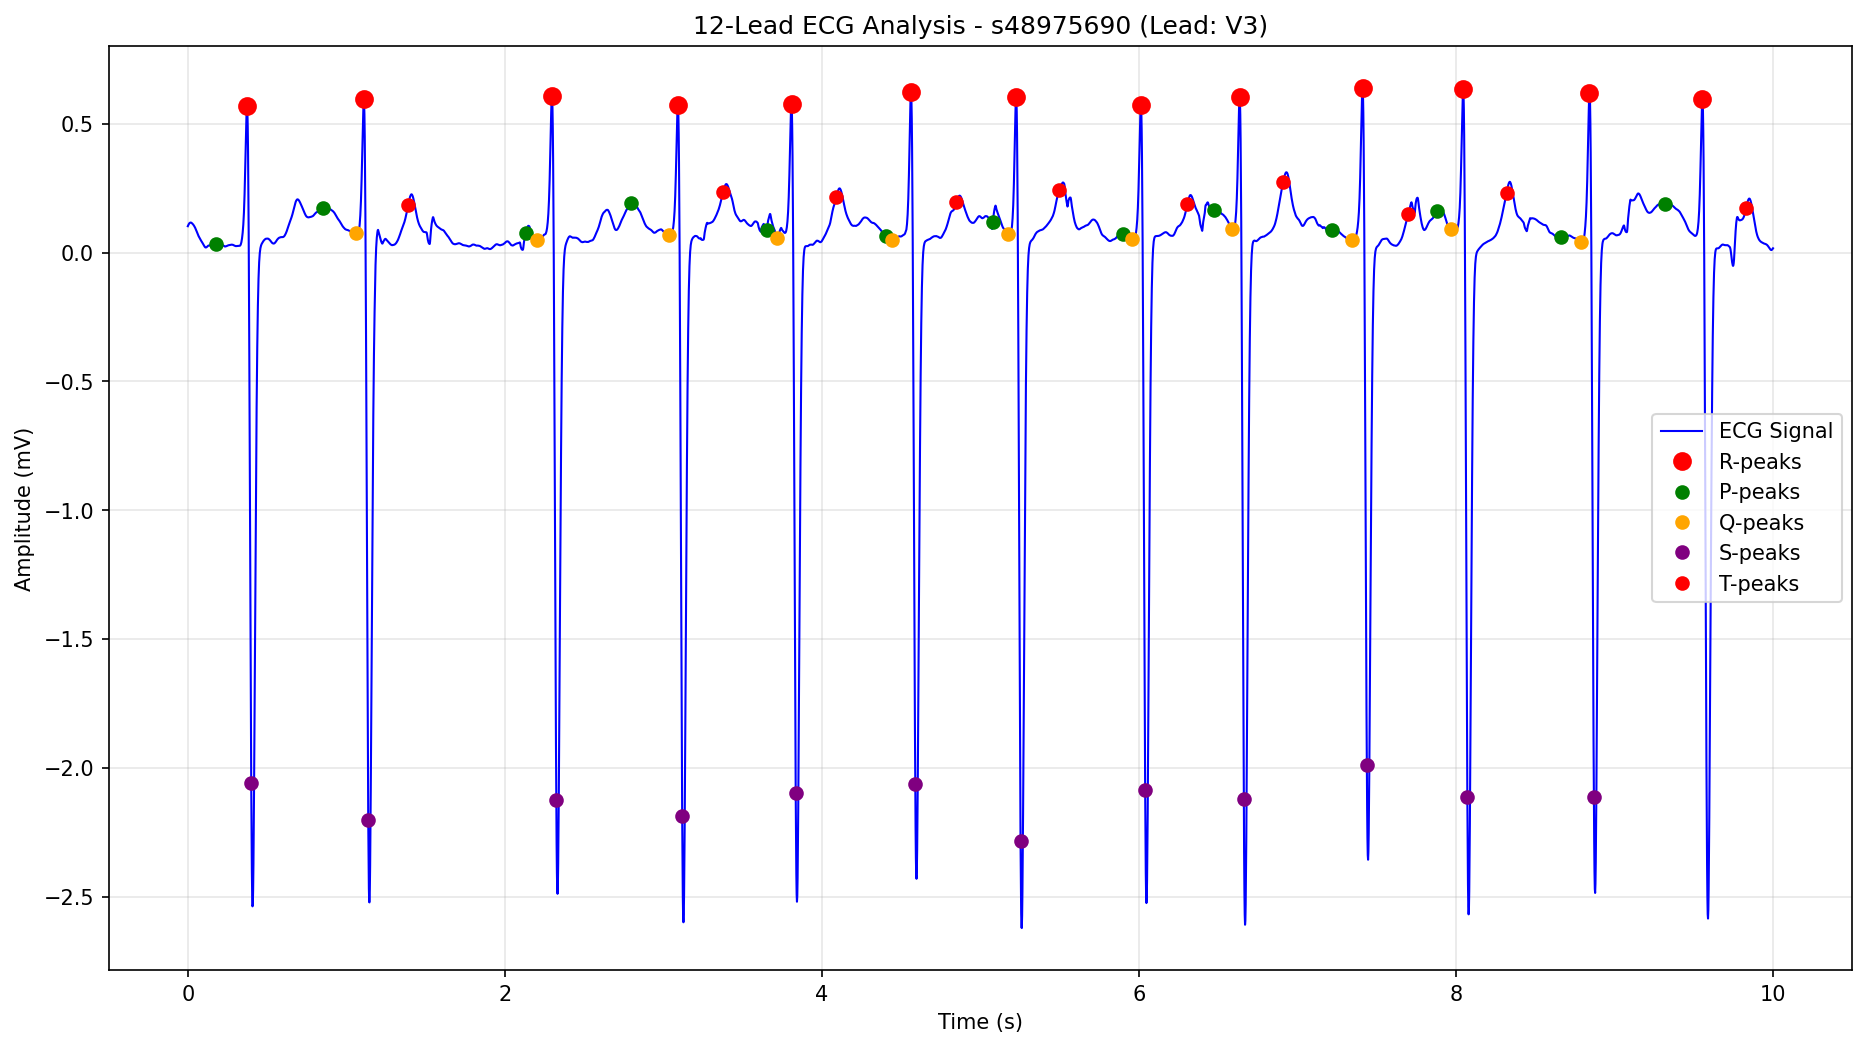 12-Lead ECG Analysis - s48975690 (Lead: V3)
0.5
0.0
−0.5
−1.0
−1.5
−2.0
−2.5
Amplitude (mV)
ECG Signal
R-peaks
P-peaks
Q-peaks
S-peaks
T-peaks
0 2 4 6 8 10
Time (s)